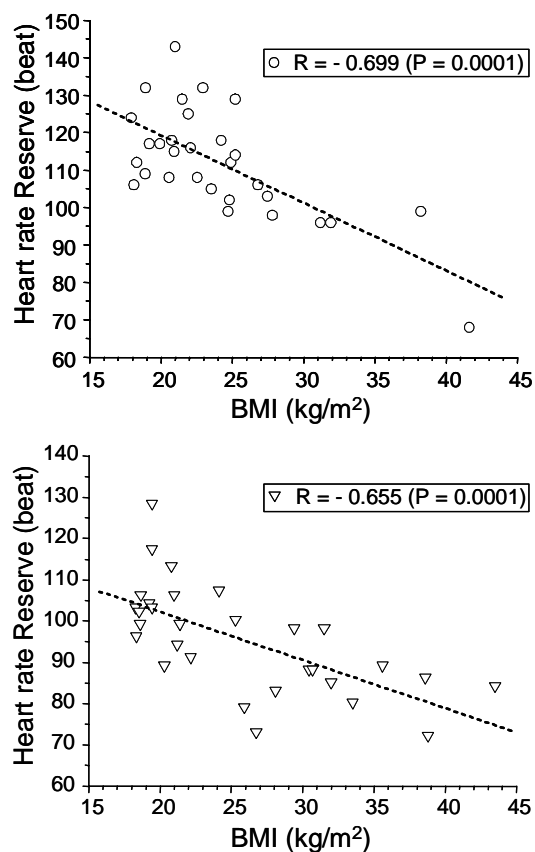 150
140
130
120
110
100
90
80
70
60
Heart rate Reserve (beat)
R = - 0.699 (P = 0.0001)
15 20 25 30 35 40 45
BMI (kg/m²)
140
130
120
110
100
90
80
70
60
Heart rate Reserve (beat)
R = - 0.655 (P = 0.0001)
15 20 25 30 35 40 45
BMI (kg/m²)